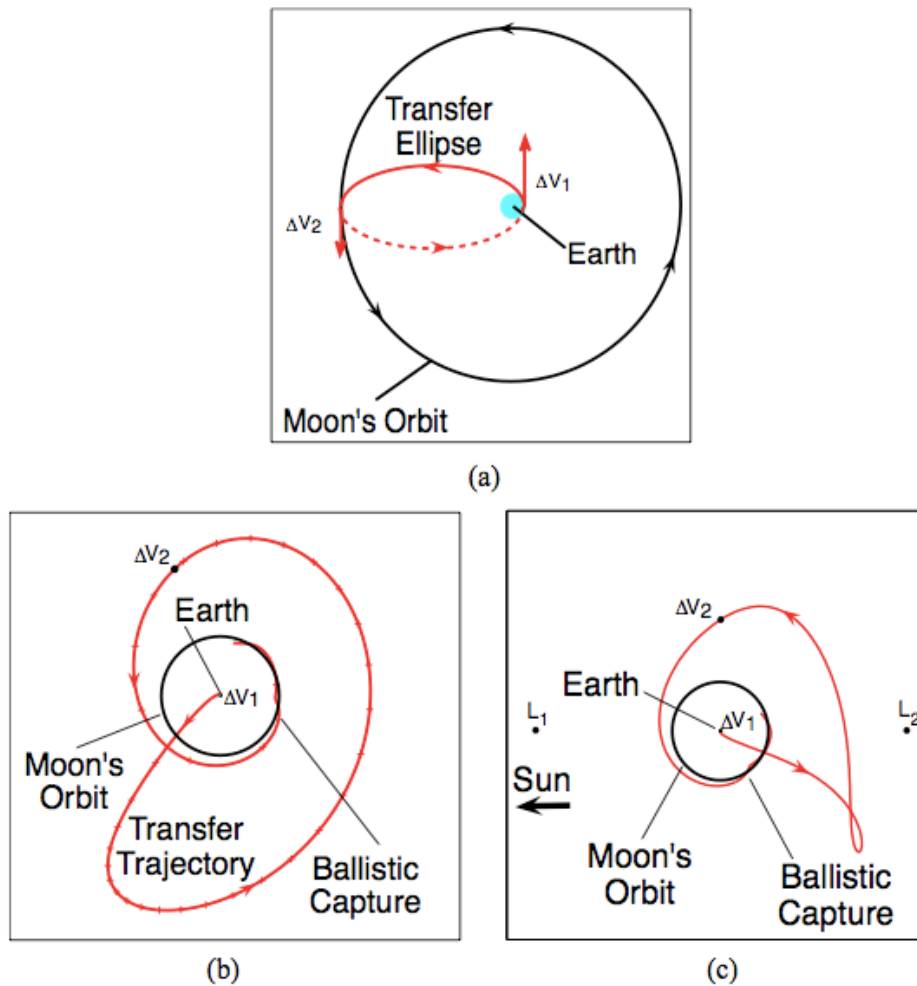 Transfer
Ellipse
ΔV1
ΔV2
Earth
Moon's Orbit
(a)
ΔV2
Earth
ΔV1
Moon's
Orbit
Transfer
Trajectory
Ballistic
Capture
(b)
ΔV2
Earth
ΔV1
L1
L2
Sun
Moon's
Orbit
Ballistic
Capture
(c)